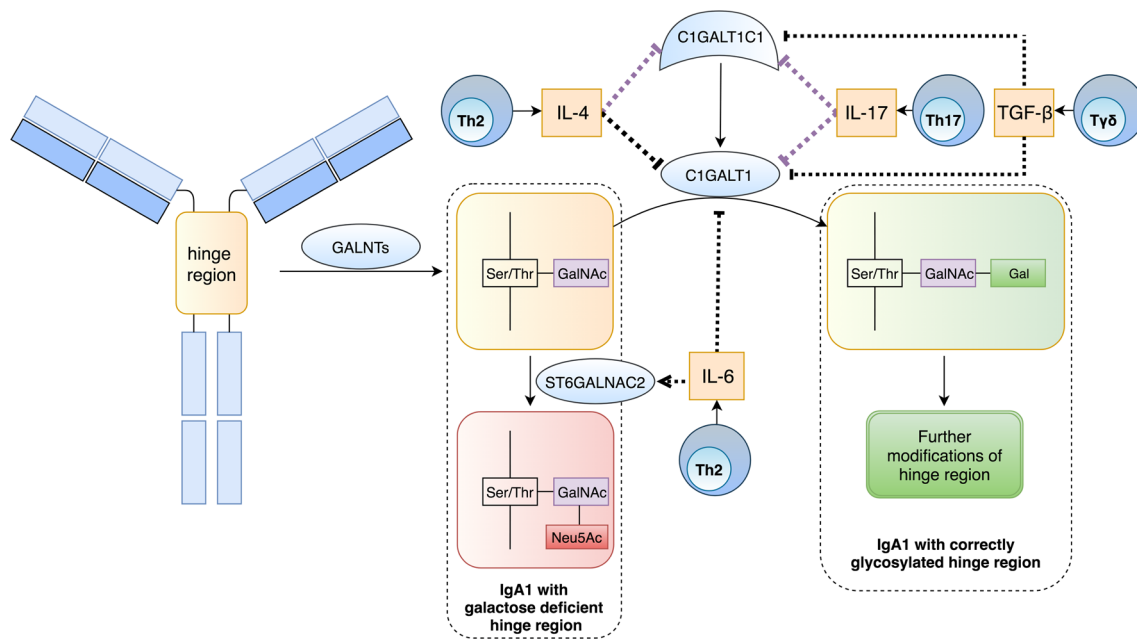 C1GALT1C1
Th2
IL-4
IL-17
Th17
TGF-β
Tγδ
C1GALT1
hinge
region
GALNTs
Ser/Thr
GalNAc
Ser/Thr
GalNAc
Gal
ST6GALNAC2
IL-6
Th2
Ser/Thr
GalNAc
Neu5Ac
Further
modifications of
hinge region
IgA1 with
galactose deficient
hinge region
IgA1 with correctly
glycosylated hinge region